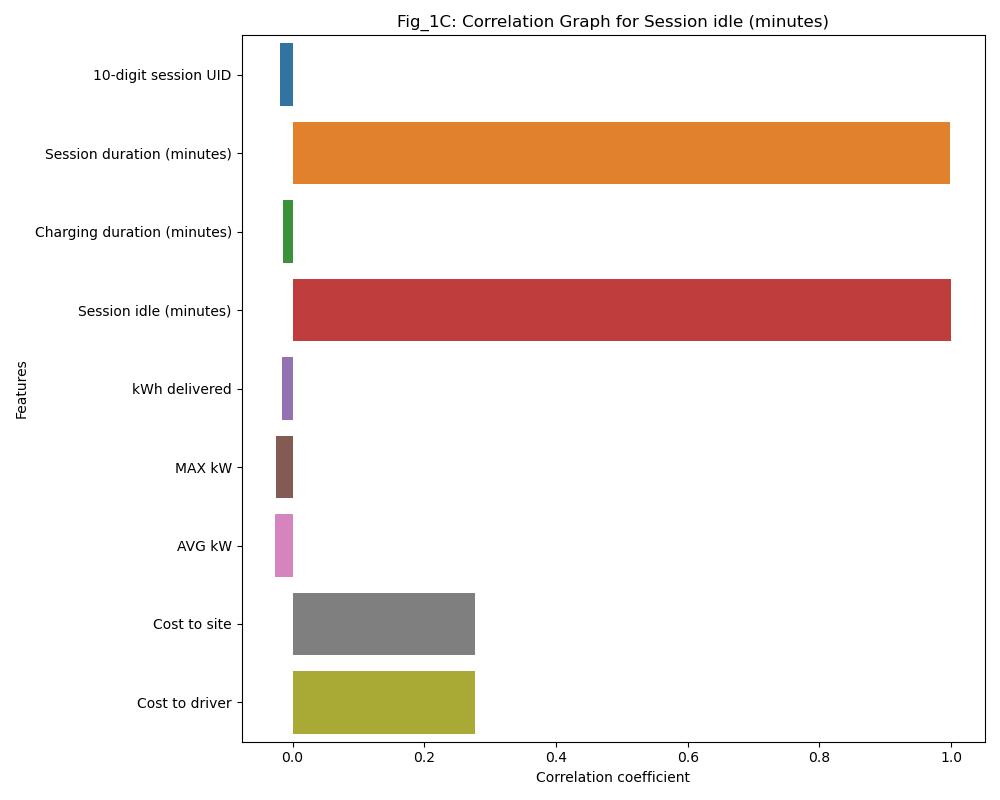 Fig_1C: Correlation Graph for Session idle (minutes)
10-digit session UID
Session duration (minutes)
Charging duration (minutes)
Session idle (minutes)
kWh delivered
MAX kW
AVG kW
Cost to site
Cost to driver
Features
0.0 0.2 0.4 0.6 0.8 1.0
Correlation coefficient